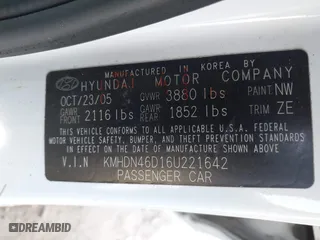 MANUFACTURED IN KOREA BY
HYUNDAI MOTOR COMPANY
OCT/23/05 GVWR 3880 lbs PAINT NW
GAWR FRONT 2116 lbs GAWR REAR 1852 lbs TRIM ZE
THIS VEHICLE CONFORMS TO ALL APPLICABLE
U.S. FEDERAL MOTOR VEHICLE SAFETY,
BUMPER, AND THEFT PREVENTION
STANDARDS IN EFFECT ON THE DATE OF
MANUFACTURE SHOWN ABOVE.
V.I.N KMHDN46D16U221642
PASSENGER CAR
© ClearVIN.com